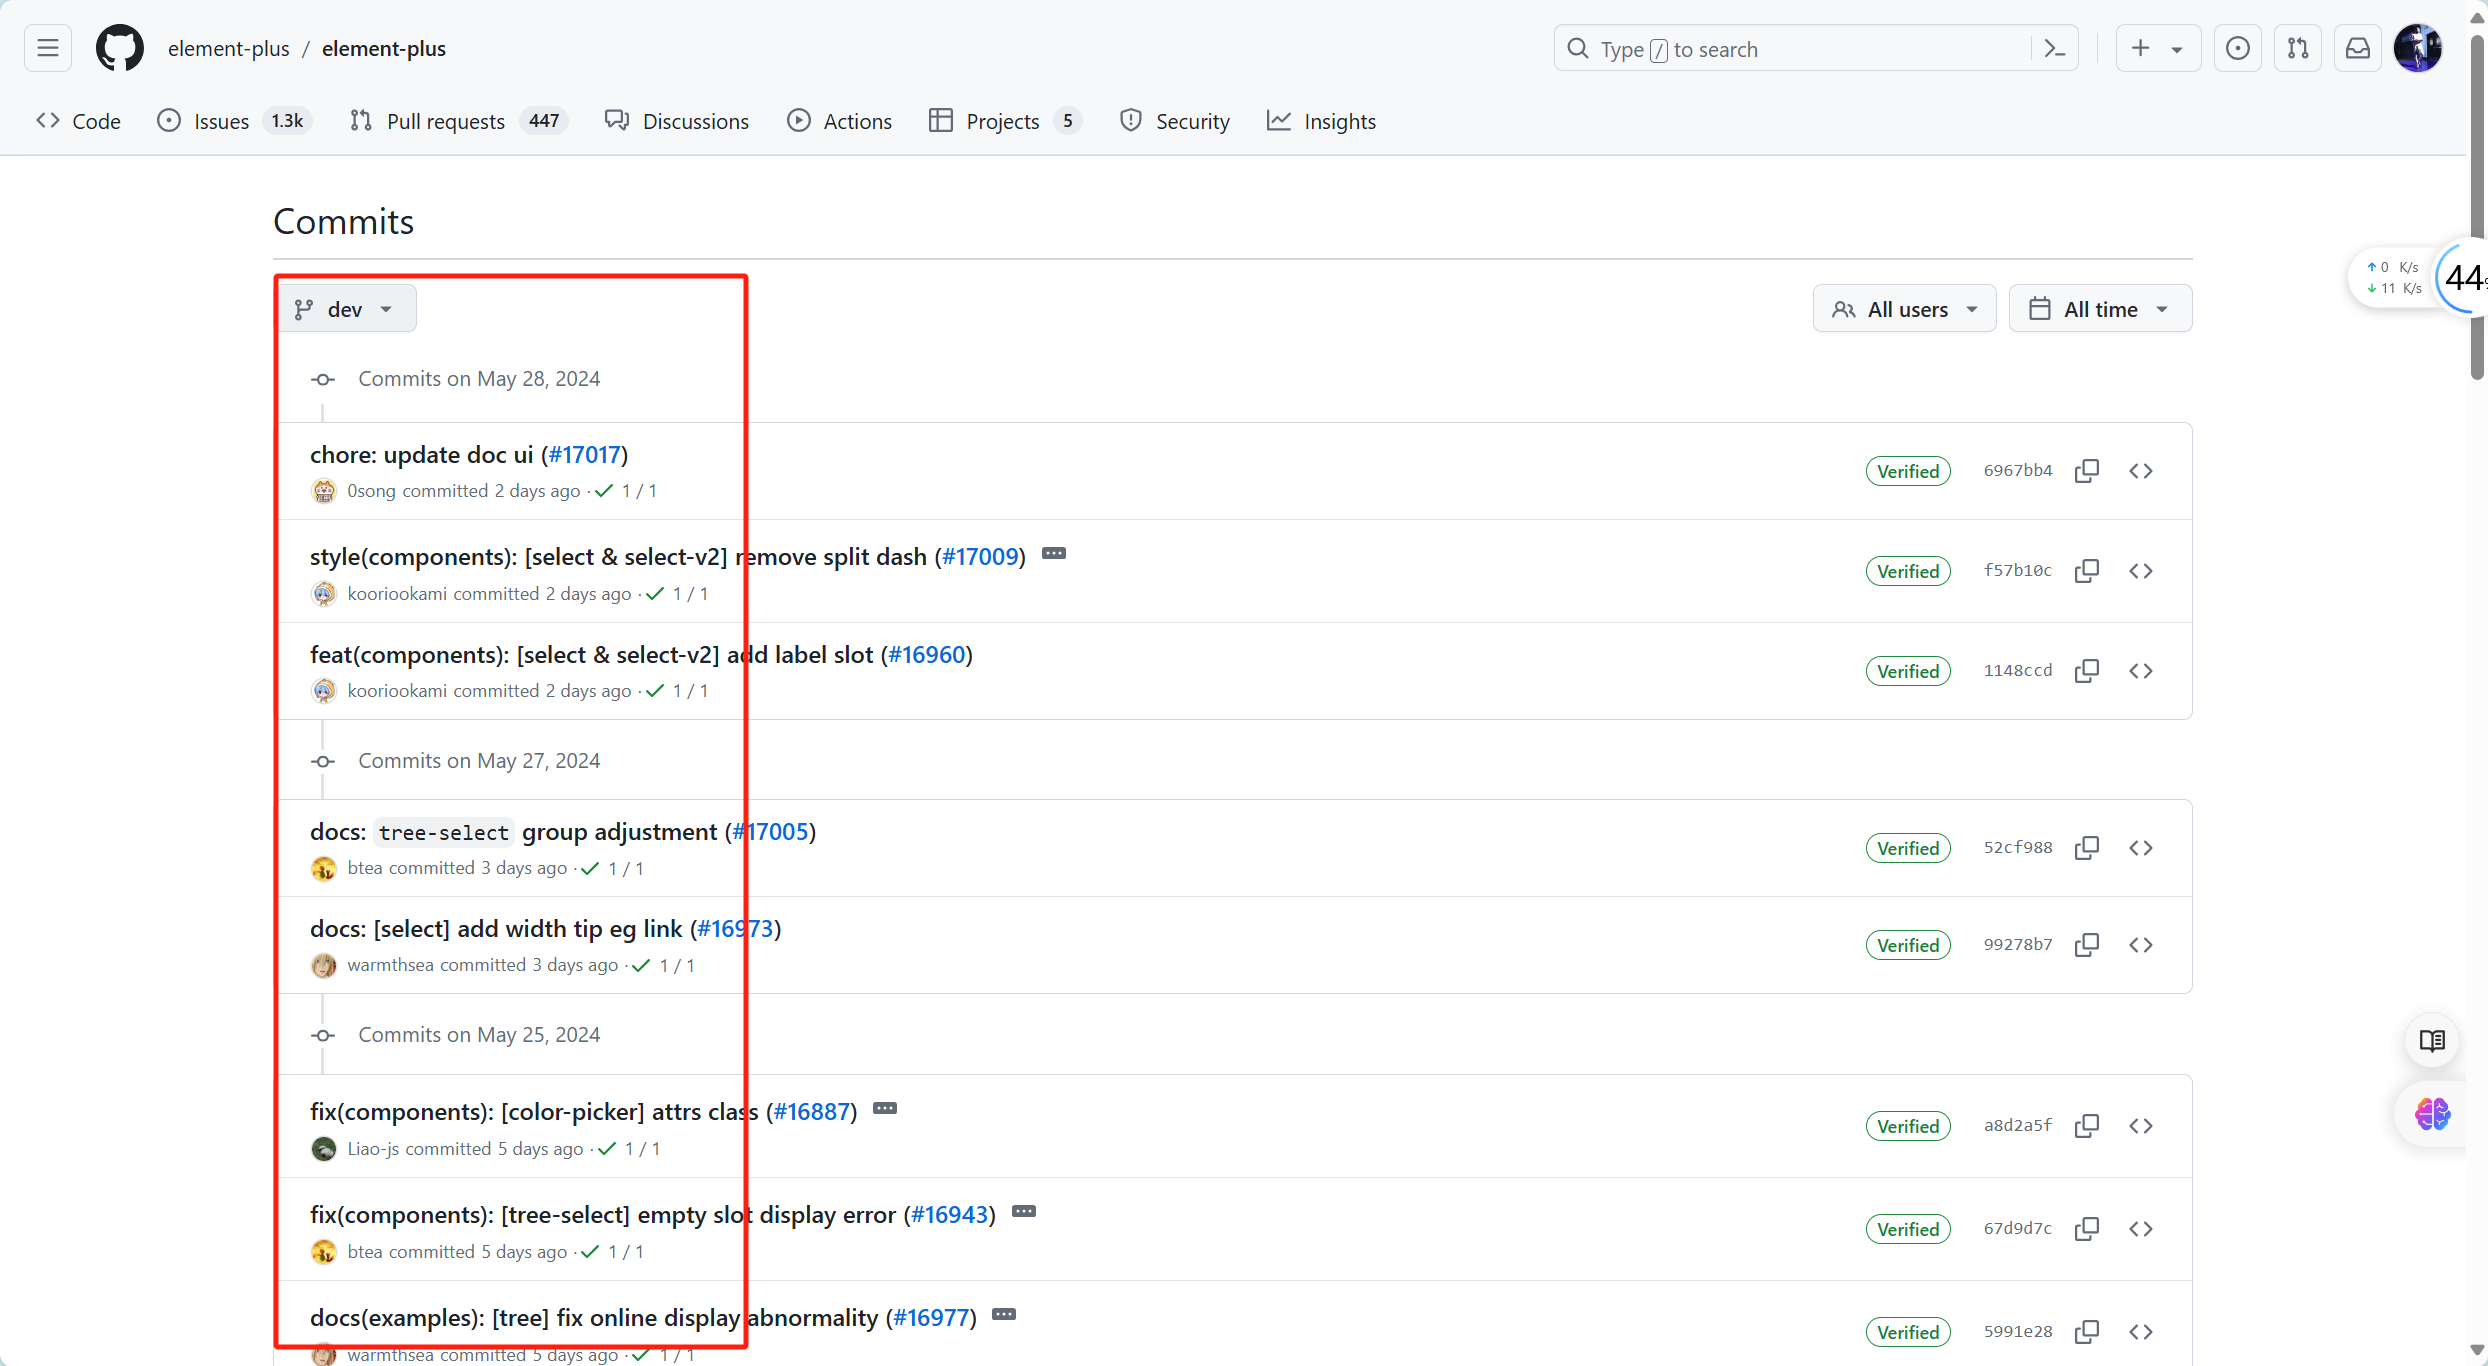 element-plus / element-plus
Type / to search
Code
Issues 1.3k
Pull requests 447
Discussions
Actions
Projects 5
Security
Insights
Commits
dev
All users
All time
0 K/s
11 K/s
44%
Commits on May 28, 2024
chore: update doc ui (#17017)
0song committed 2 days ago · 1 / 1
Verified 6967bb4
style(components): [select & select-v2] remove split dash (#17009)
kooriookami committed 2 days ago · 1 / 1
Verified f57b10c
feat(components): [select & select-v2] add label slot (#16960)
kooriookami committed 2 days ago · 1 / 1
Verified 1148ccd
Commits on May 27, 2024
docs: tree-select group adjustment (#17005)
btea committed 3 days ago · 1 / 1
Verified 52cf988
docs: [select] add width tip eg link (#16973)
warmthsea committed 3 days ago · 1 / 1
Verified 99278b7
Commits on May 25, 2024
fix(components): [color-picker] attrs class (#16887)
Liao-js committed 5 days ago · 1 / 1
Verified a8d2a5f
fix(components): [tree-select] empty slot display error (#16943)
btea committed 5 days ago · 1 / 1
Verified 67d9d7c
docs(examples): [tree] fix online display abnormality (#16977)
warmthsea committed 5 days ago · 1 / 1
Verified 5991e28